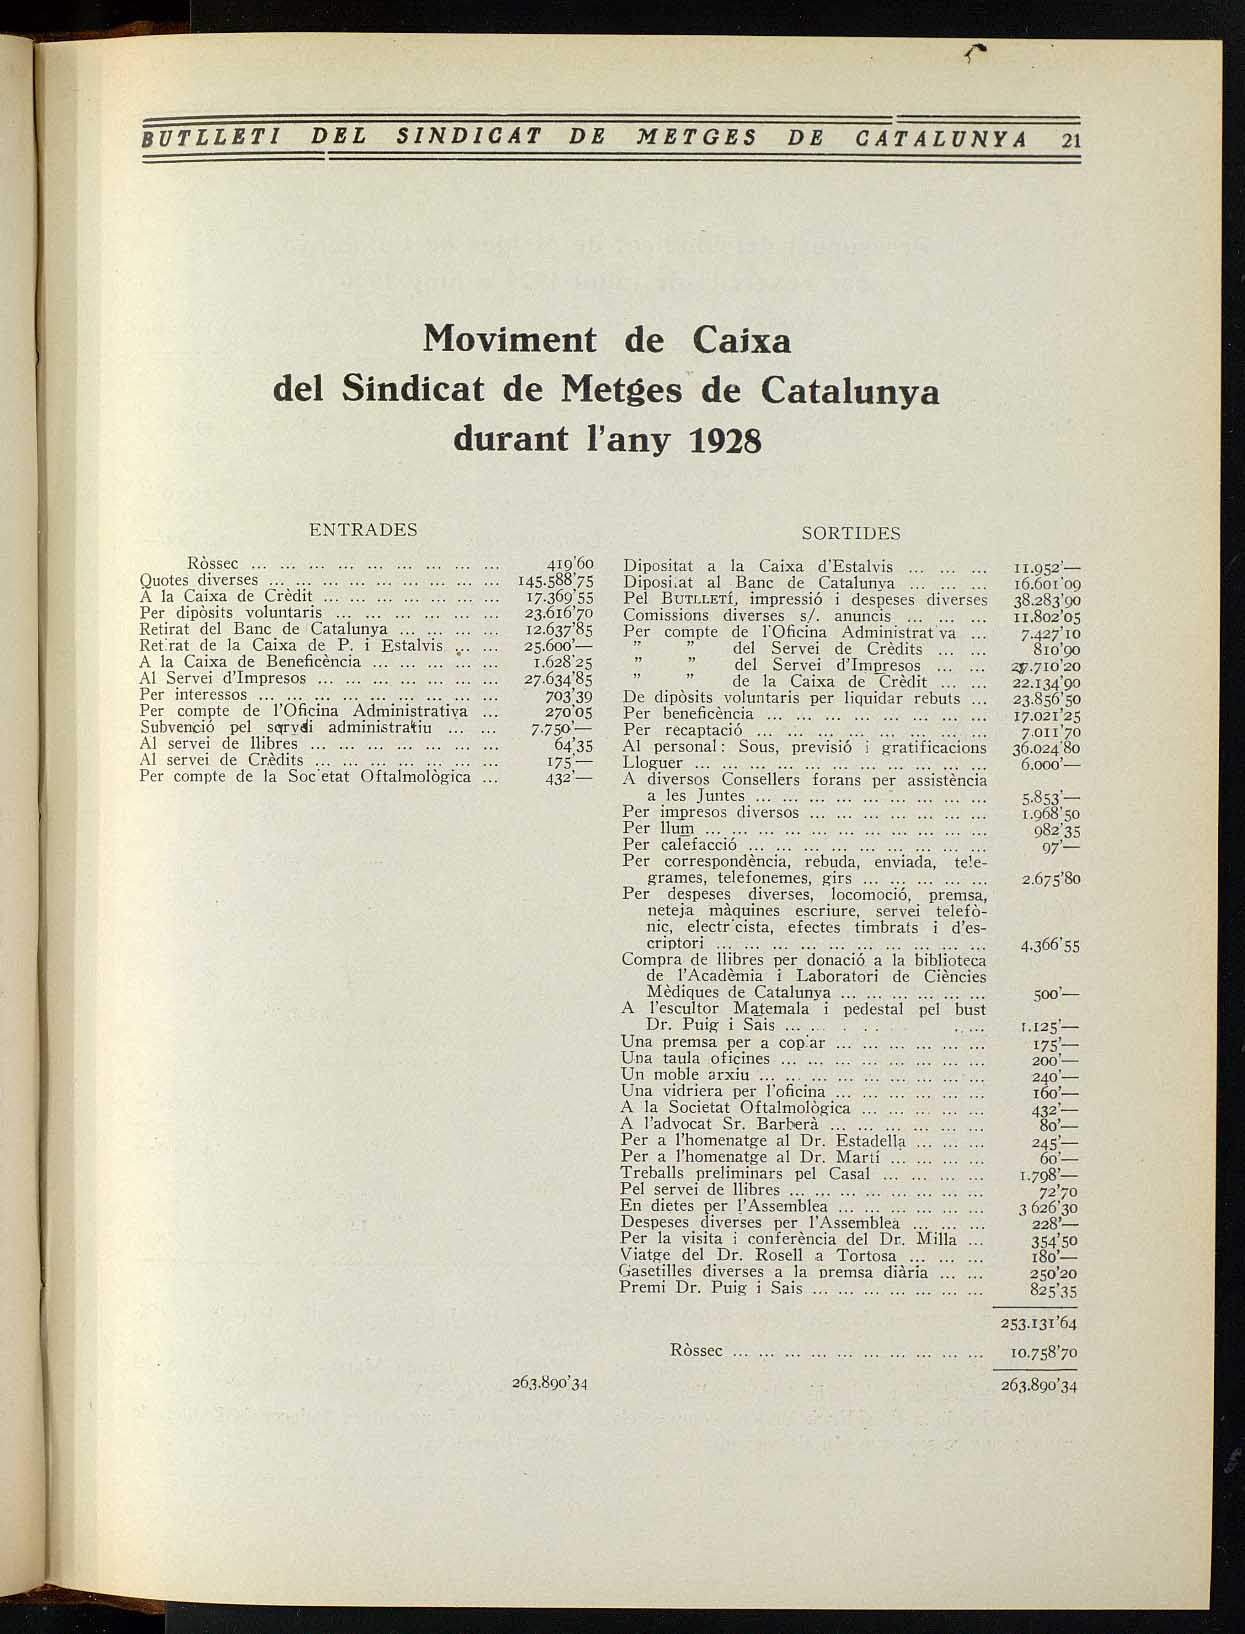 BUTLLETI DEL SINDICAT DE METGES DE CATALUNYA 21
Moviment de Caixa
del Sindicat de Metges de Catalunya
durant l'any 1928
ENTRADES
Ròssec ... ... ... ... ... ... ... ... ... 419'60
Quotes diverses ... ... ... ... ... ... ... ... ... 145.588'75
A la Caixa de Crèdit ... ... ... ... ... ... ... 17.369'55
Per dipòsits voluntaris ... ... ... ... ... ... 23.616'70
Retirat del Banc de Catalunya ... ... ... ... 12.637'85
Retirat de la Caixa de P. i Estalvis ... ... 25.600'—
A la Caixa de Beneficència ... ... ... ... ... 1.628'25
Al Servei d'Impresos ... ... ... ... ... ... ... 27.634'85
Per interessos ... ... ... ... ... ... ... ... ... 703'39
Per compte de l'Oficina Administrativa ... 270'05
Subvenció pel servei administratiu ... ... 7.750'—
Al servei de llibres ... ... ... ... ... ... ... 64'35
Al servei de Crèdits ... ... ... ... ... ... ... 175'—
Per compte de la Soc etat Oftalmològica ... 432'—
263.890'34
SORTIDES
Dipositat a la Caixa d'Estalvis ... ... ... 11.952'—
Diposi.at al Banc de Catalunya ... ... ... 16.601'09
Pel BUTLLETÍ, impressió i despeses diverses 38.283'90
Comissions diverses s/. anuncis ... ... ... 11.802'05
Per compte de l'Oficina Administrat va ... 7.427'10
" " del Servei de Crèdits ... ... 810'90
" " del Servei d'Impresos ... ... 27.710'20
" " de la Caixa de Crèdit ... ... 22.134'90
De dipòsits voluntaris per liquidar rebuts ... 23.856'50
Per beneficència ... ... ... ... ... ... ... ... 17.021'25
Per recaptació ... ... ... ... ... ... ... ... ... 7.011'70
Al personal: Sous, previsió i gratificacions 36.024'80
Lloguer ... ... ... ... ... ... ... ... ... ... ... 6.000'—
A diversos Consellers forans per assistència
a les Juntes ... ... ... ... ... ... ... ... ... 5.853'—
Per impresos diversos ... ... ... ... ... ... ... 1.968'50
Per llum ... ... ... ... ... ... ... ... ... ... ... 982'35
Per calefacció ... ... ... ... ... ... ... ... ... 97'—
Per correspondència, rebuda, enviada, tele-
grames, telefonemes, girs ... ... ... ... ... 2.675'80
Per despeses diverses, locomoció, premsa,
neteja màquines escriure, servei telefò-
nic, electr cista, efectes timbrats i d'es-
criptori ... ... ... ... ... ... ... ... ... ... 4.366'55
Compra de llibres per donació a la biblioteca
de l'Acadèmia i Laboratori de Ciències
Mèdiques de Catalunya ... ... ... ... ... ... 500'—
A l'escultor Matemala i pedestal pel bust
Dr. Puig i Sais ... ... . . . ... ... 1.125'—
Una premsa per a copiar ... ... ... ... ... ... 175'—
Una taula oficines ... ... ... ... ... ... ... ... 200'—
Un moble arxiu ... ... ... ... ... ... ... ... ... 240'—
Una vidriera per l'oficina ... ... ... ... ... ... 160'—
A la Societat Oftalmològica ... ... ... ... ... 432'—
A l'advocat Sr. Barberà ... ... ... ... ... ... 80'—
Per a l'homenatge al Dr. Estadella ... ... ... 245'—
Per a l'homenatge al Dr. Martí ... ... ... ... 60'—
Treballs preliminars pel Casal ... ... ... ... 1.798'—
Pel servei de llibres ... ... ... ... ... ... ... ... 72'70
En dietes per l'Assemblea ... ... ... ... ... ... 3 626'30
Despeses diverses per l'Assemblea ... ... ... 228'—
Per la visita i conferència del Dr. Milla ... 354'50
Viatge del Dr. Rosell a Tortosa ... ... ... 180'—
Gasetilles diverses a la premsa diària ... ... 250'20
Premi Dr. Puig i Sais ... ... ... ... ... ... ... 825'35
253.131'64
Ròssec ... ... ... ... ... ... ... ... ... ... 10.758'70
263.890'34